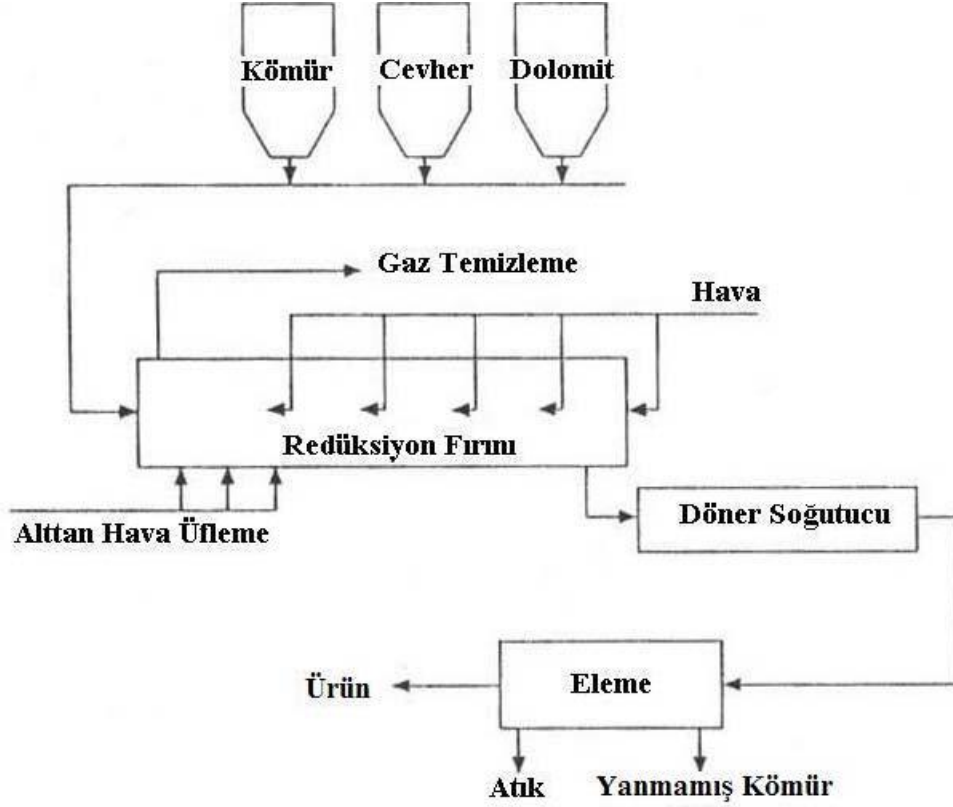 Kömür
Cevher
Dolomit
Gaz Temizleme
Hava
Redüksiyon Fırını
Alttan Hava Üfleme
Döner Soğutucu
Ürün
Eleme
Atık
Yanmamış Kömür